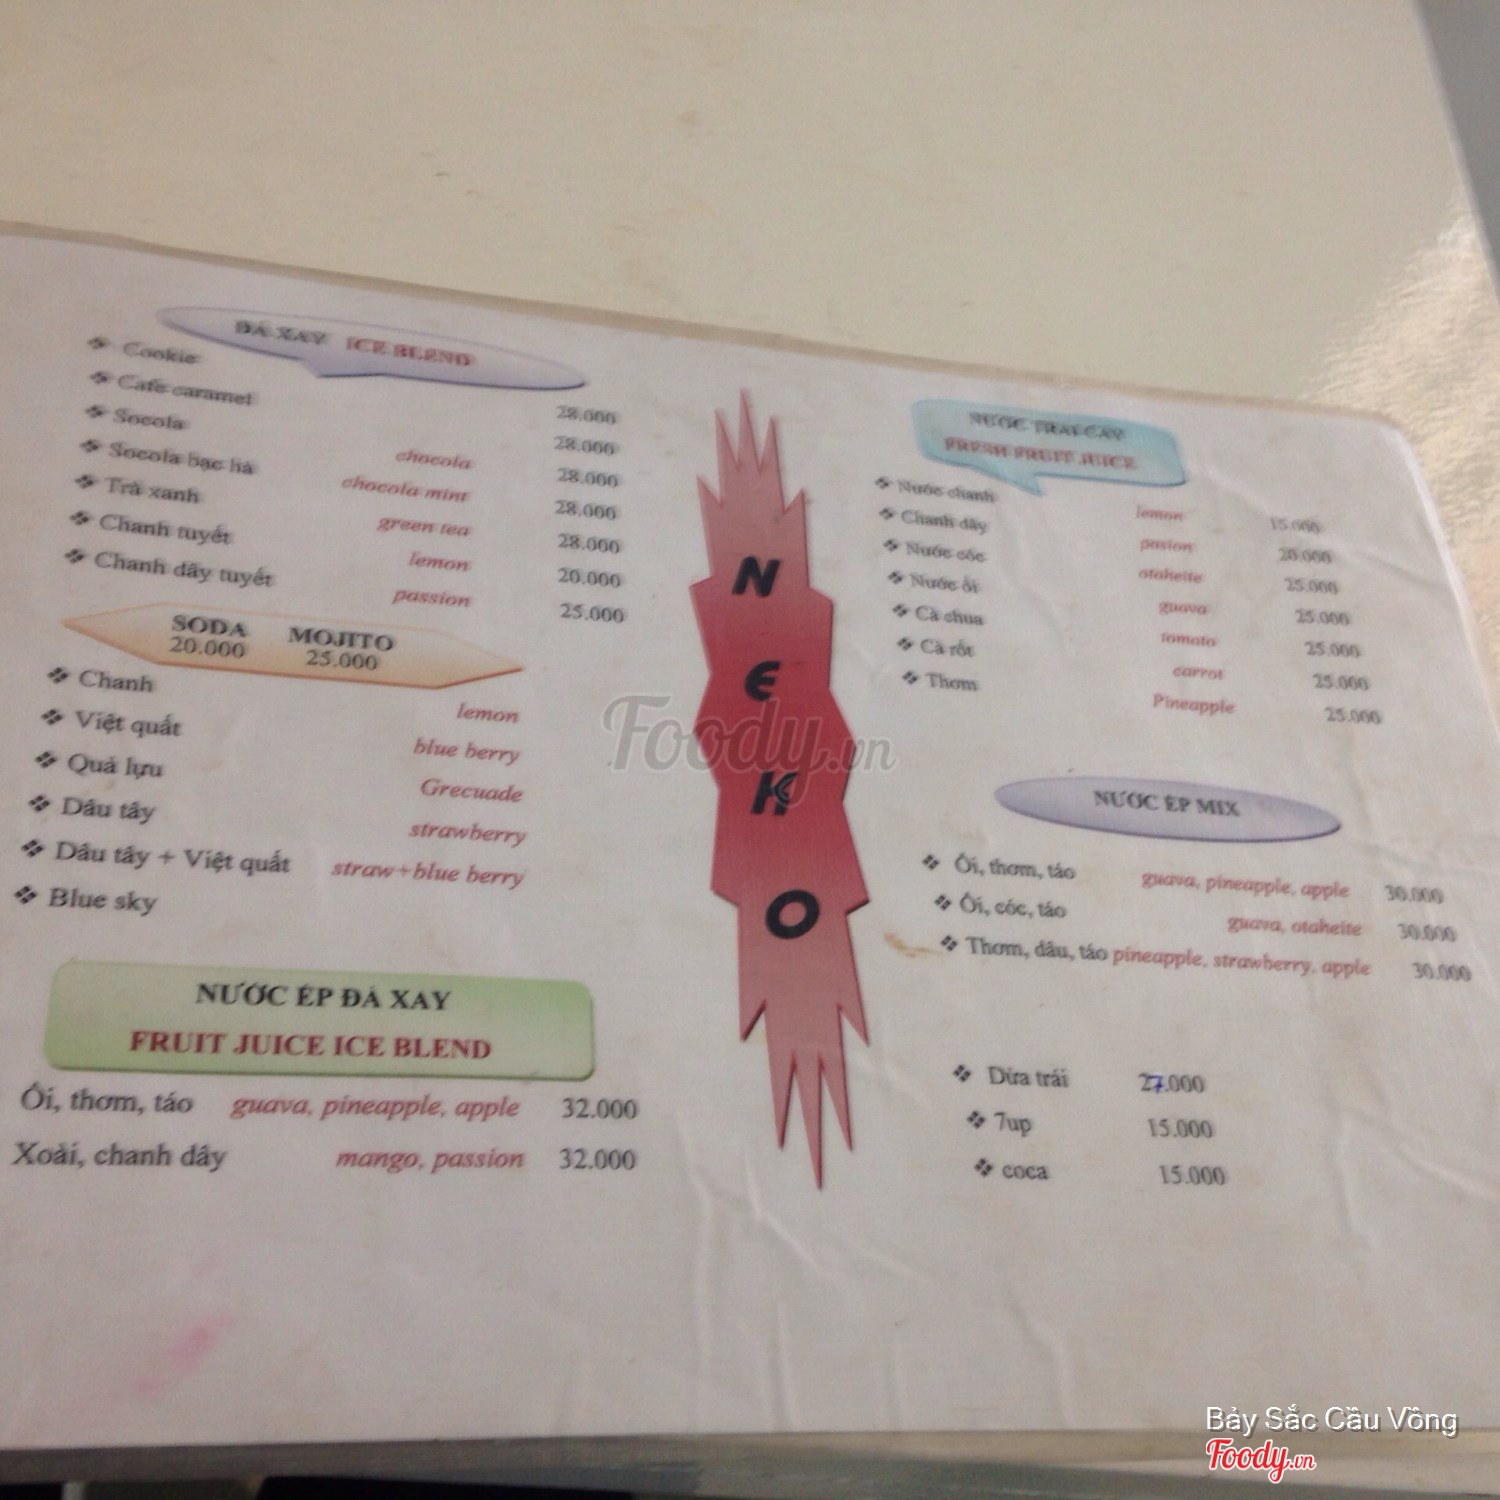 ĐÁ XAY ICE BLEND
Cookie 28.000
Cafe caramel 28.000
Socola chocola 28.000
Socola bạc hà chocola mint 28.000
Trà xanh green tea 28.000
Chanh tuyết lemon 20.000
Chanh dây tuyết passion 25.000
SODA MOJITO
20.000 25.000
Chanh lemon
Việt quất blue berry
Quả lựu Grecuade
Dâu tây strawberry
Dâu tây + Việt quất straw+blue berry
Blue sky
NƯỚC ÉP ĐÁ XAY
FRUIT JUICE ICE BLEND
Ổi, thơm, táo guava, pineapple, apple 32.000
Xoài, chanh dây mango, passion 32.000
NEKO
NƯỚC TRÁI CÂY
FRESH FRUIT JUICE
Nước chanh lemon 15.000
Chanh dây pasion 20.000
Nước cóc otaheite 25.000
Nước ổi guava 25.000
Cà chua tomato 25.000
Cà rốt carrot 25.000
Thơm Pineapple 25.000
NƯỚC ÉP MIX
Ổi, thơm, táo guava, pineapple, apple 30.000
Ổi, cóc, táo guava, otaheite 30.000
Thơm, dâu, táo pineapple, strawberry, apple 30.000
Dừa trái 27.000
7up 15.000
coca 15.000
Foody.vn
Bảy Sắc Cầu Vồng
Foody.vn